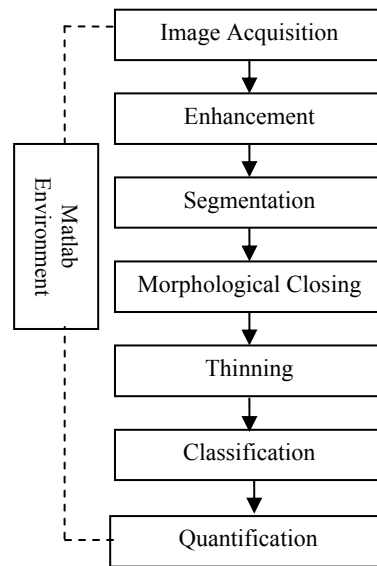 Image Acquisition
Enhancement
Segmentation
Morphological Closing
Thinning
Classification
Quantification
Matlab
Environment